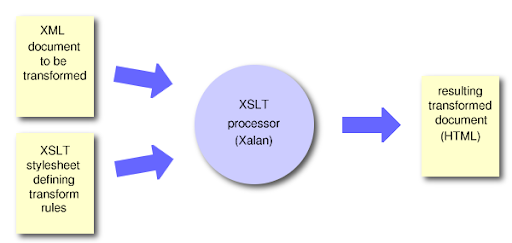 XML
document
to be
transformed
XSLT
stylesheet
defining
transform
rules
XSLT
processor
(Xalan)
resulting
transformed
document
(HTML)